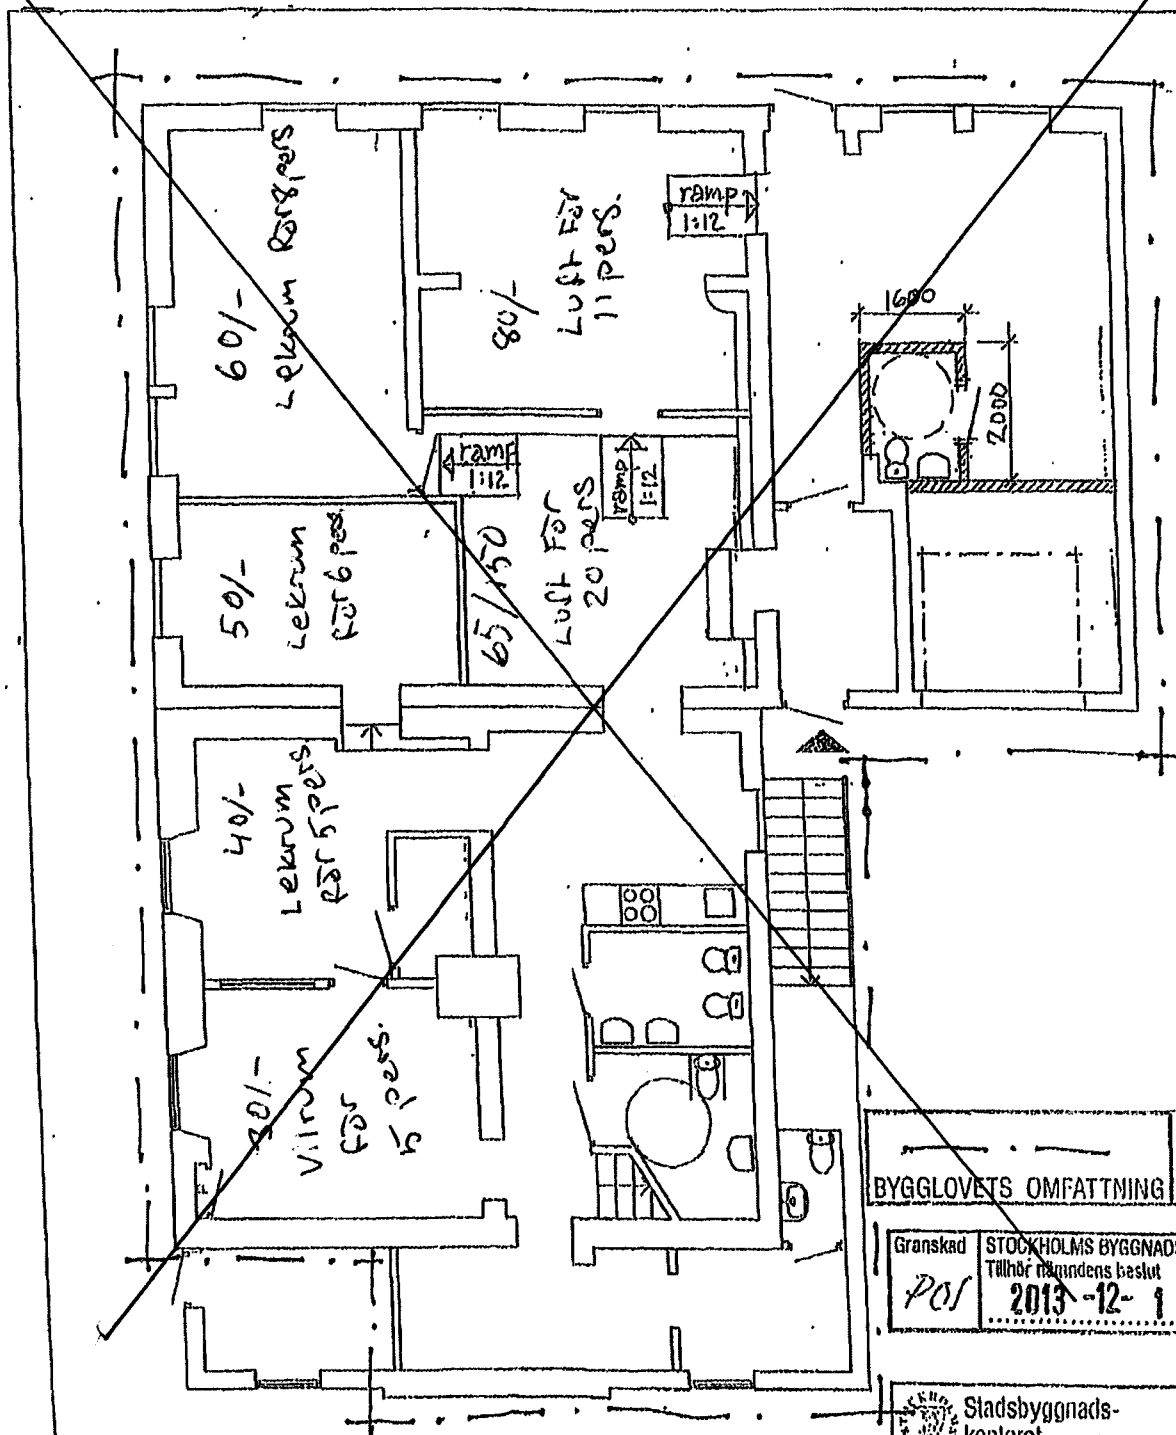 60/-
Lekrum för 8 pers
80/-
Luft För
11 pers.
ramp
1:12
1600
2000
ramp
1:12
ramp
1:12
50/-
Lekrum
för 6 pers.
65/150
Luft För
20 pers
40/-
Lekrum
för 5 pers.
30/-
Vilrum
för
5 pers.
BYGGLOVETS OMFATTNING
Granskad
STOCKHOLMS BYGGNADS
Tillhör nämndens beslut
2013 -12- 1
Stadsbyggnads-
kontoret